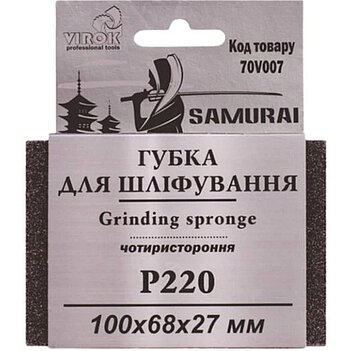 VIROK
professional tools
Код товару
70V007
SAMURAI
ГУБКА
ДЛЯ ШЛІФУВАННЯ
Grinding spronge
чотиристороння
P220
100x68x27 мм